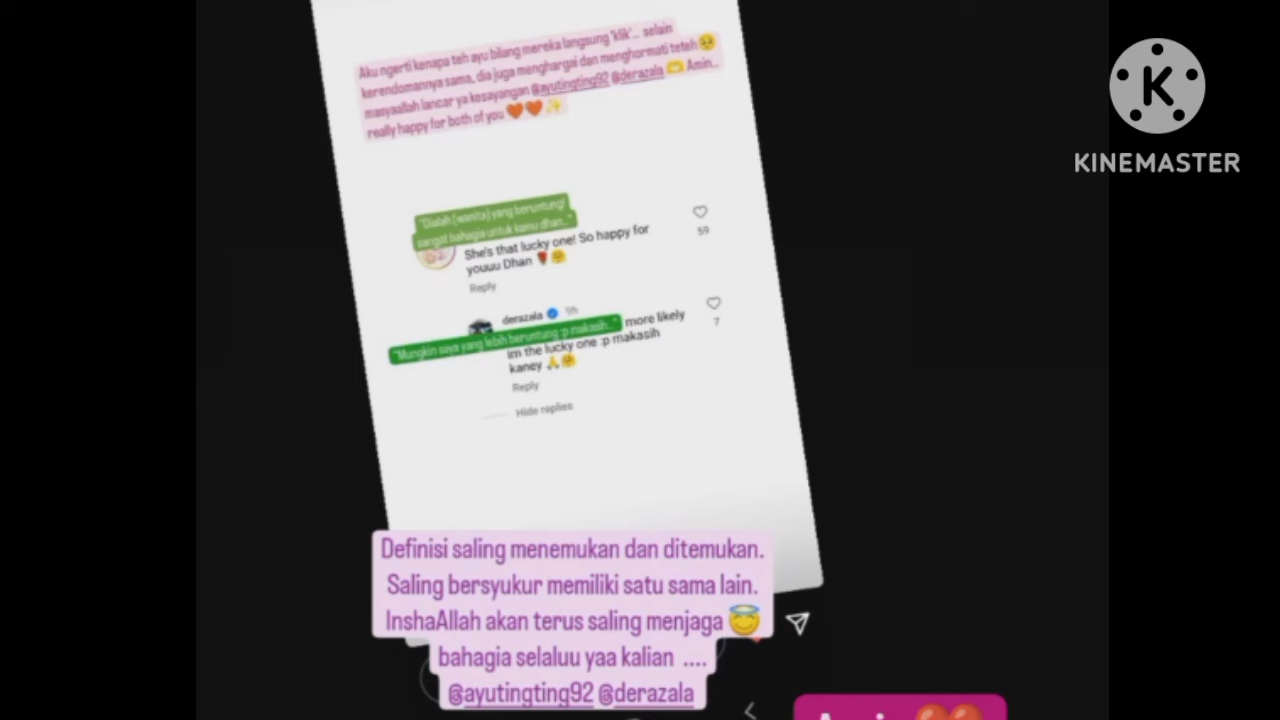 Aku ngerti kenapa teh ayu bilang mereka langsung "klik"... selain
kerendomannya sama, dia juga menghargai dan menghormati teteh 🥺
masyaallah lancar ya kesayangan @ayutingting92 @derazala 🫶 Amin..
really happy for both of you 🧡🧡✨
"Dialah (wanita) yang beruntung!
sangat bahagia untuk kamu dhan.."
She's that lucky one! So happy for
youuu Dhan 🌹🤗
59
Reply
derazala 9h
"Mungkin saya yang lebih beruntung :p makasih.." more likely
im the lucky one :p makasih
kaney 🙏🤗
7
Reply
Hide replies
Definisi saling menemukan dan ditemukan.
Saling bersyukur memiliki satu sama lain.
InshaAllah akan terus saling menjaga 😇
bahagia selaluu yaa kalian ....
@ayutingting92 @derazala
K
KINEMASTER